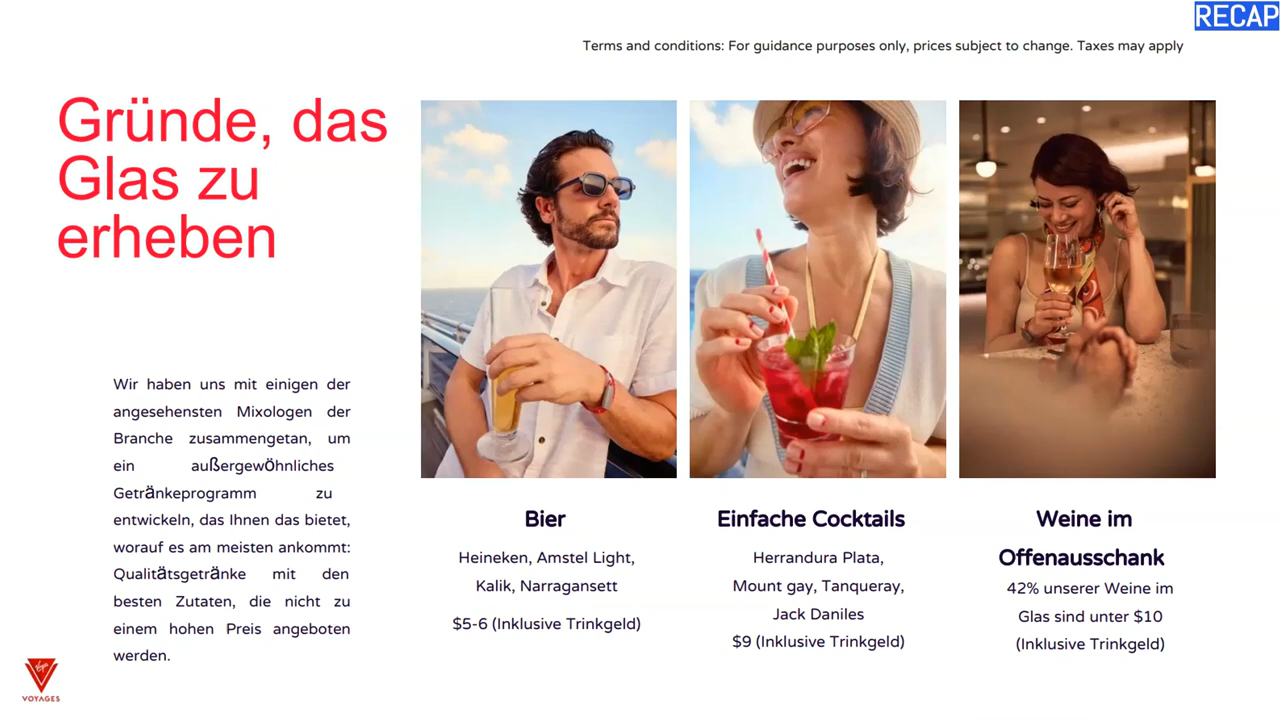 RECAP
Terms and conditions: For guidance purposes only, prices subject to change. Taxes may apply
Gründe, das
Glas zu
erheben
Wir haben uns mit einigen der
angesehensten Mixologen der
Branche zusammengetan, um
ein außergewöhnliches
Getränkeprogramm zu
entwickeln, das Ihnen das bietet,
worauf es am meisten ankommt:
Qualitätsgetränke mit den
besten Zutaten, die nicht zu
einem hohen Preis angeboten
werden.
Bier
Heineken, Amstel Light,
Kalik, Narragansett
$5-6 (Inklusive Trinkgeld)
Einfache Cocktails
Herrandura Plata,
Mount gay, Tanqueray,
Jack Daniles
$9 (Inklusive Trinkgeld)
Weine im
Offenausschank
42% unserer Weine im
Glas sind unter $10
(Inklusive Trinkgeld)
Virgin
VOYAGES